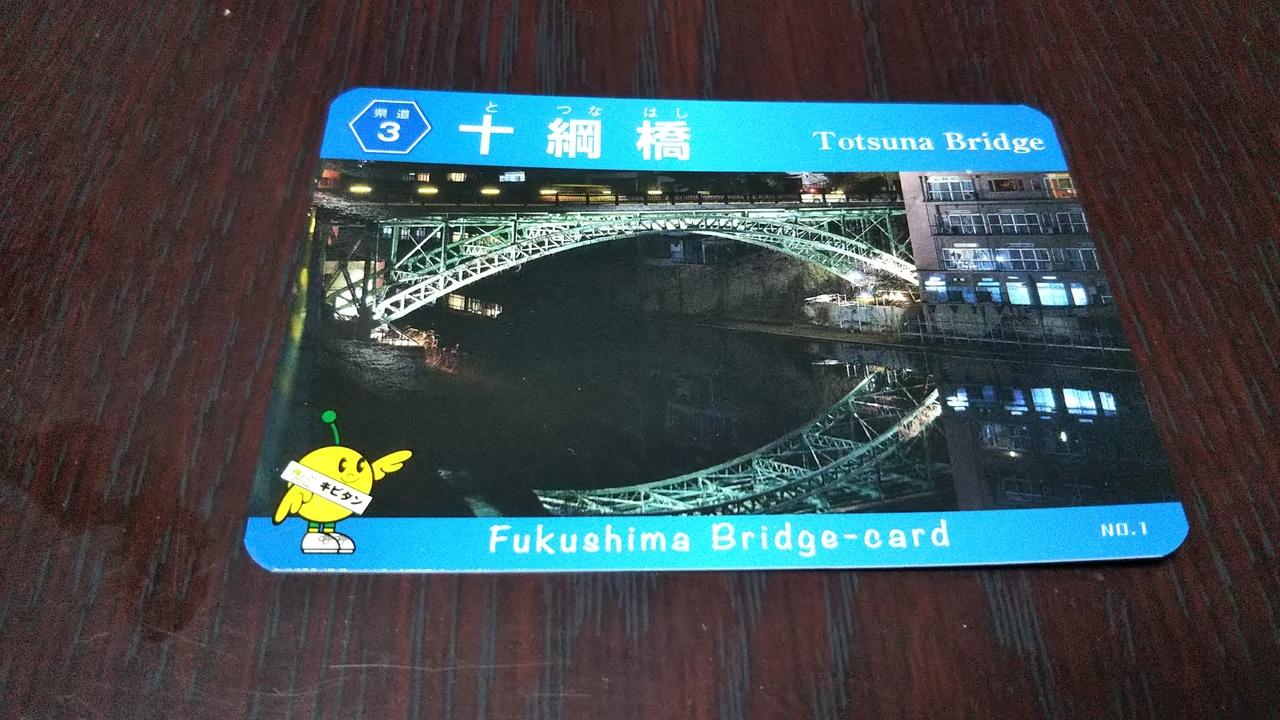 県道
3
とつなはし
十綱橋
Totsuna Bridge
キビタン
Fukushima Bridge-card
NO.1